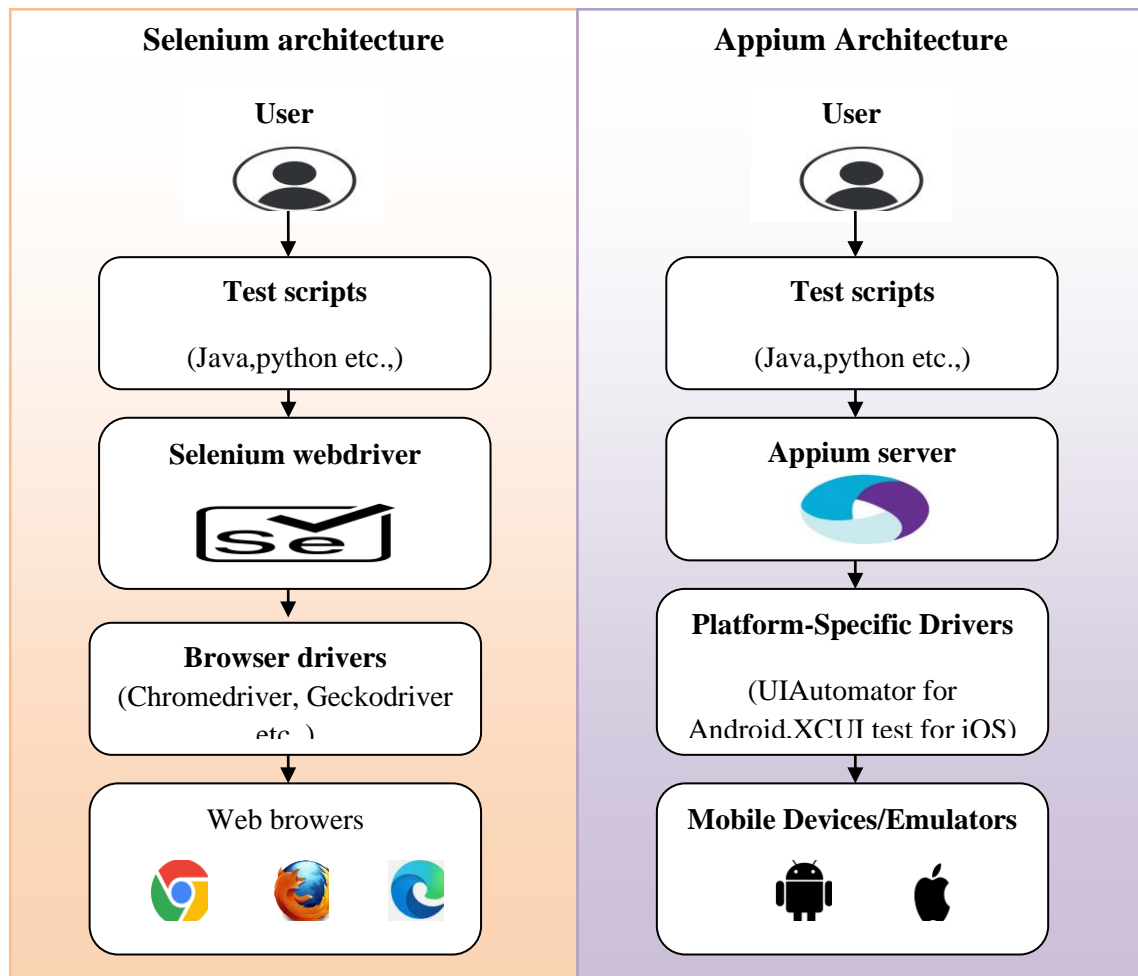 Selenium architecture
User
Test scripts
(Java,python etc.,)
Selenium webdriver
Se
Browser drivers
(Chromedriver, Geckodriver
etc.,)
Web browers
Appium Architecture
User
Test scripts
(Java,python etc.,)
Appium server
Platform-Specific Drivers
(UIAutomator for
Android,XCUI test for iOS)
Mobile Devices/Emulators